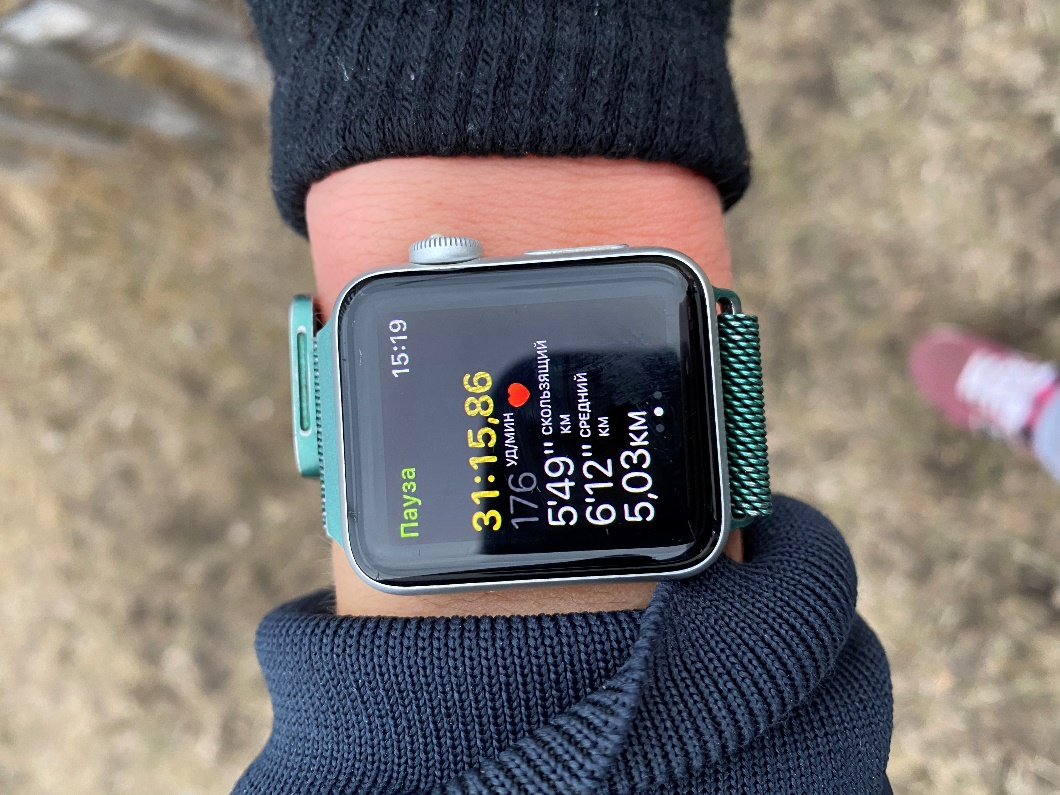 Пауза 15:19
31:15,86
176 УД/МИН
5'49'' СКОЛЬЗЯЩИЙ КМ
6'12'' СРЕДНИЙ КМ
5,03КМ